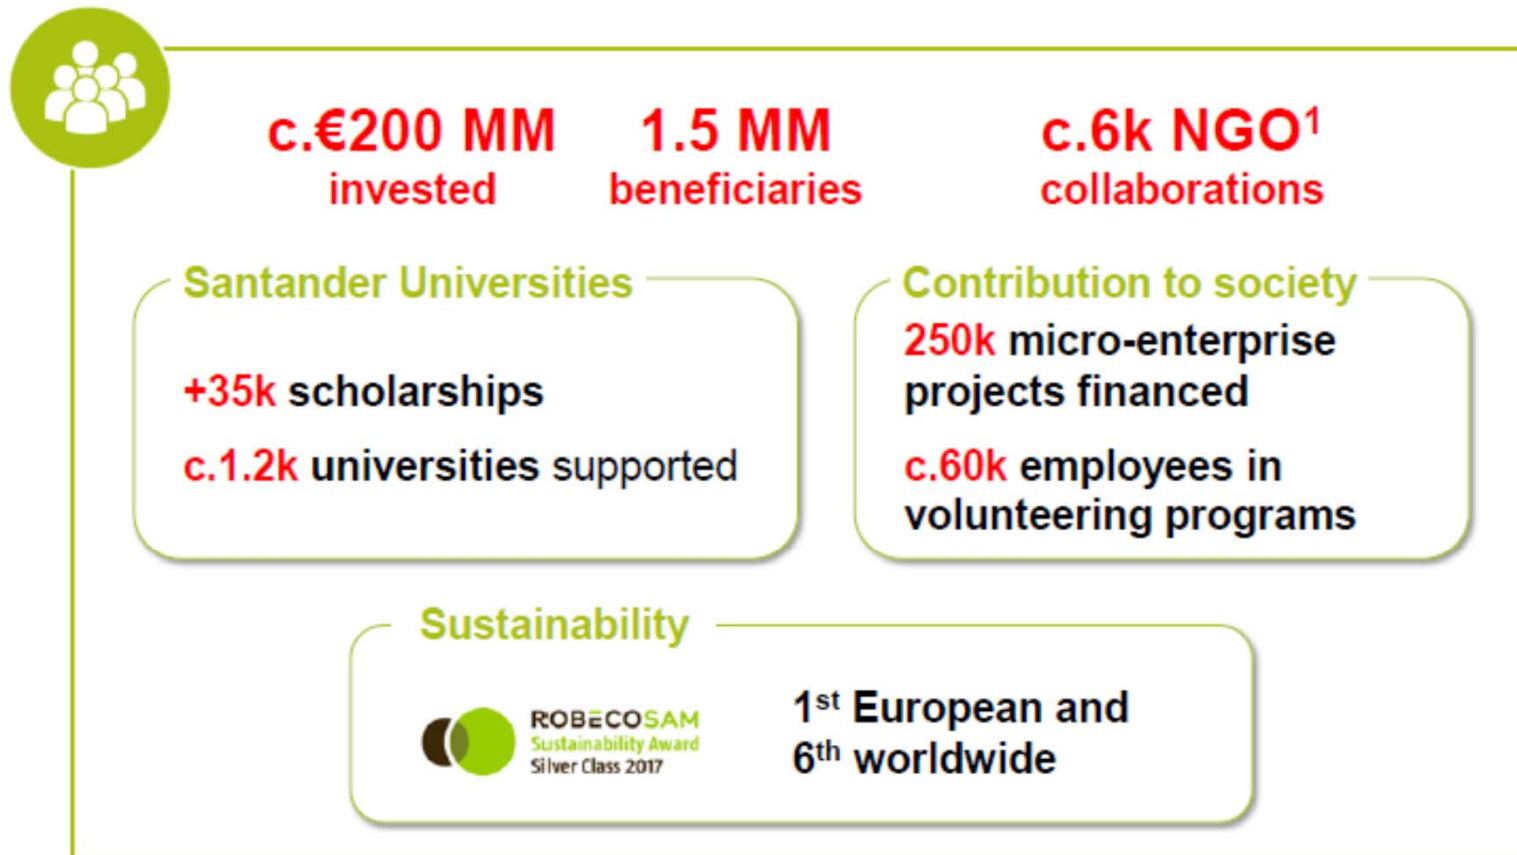 c.€200 MM
invested
1.5 MM
beneficiaries
c.6k NGO¹
collaborations
Santander Universities
+35k scholarships
c.1.2k universities supported
Contribution to society
250k micro-enterprise
projects financed
c.60k employees in
volunteering programs
Sustainability
ROBECOSAM
Sustainability Award
Silver Class 2017
1st European and
6th worldwide